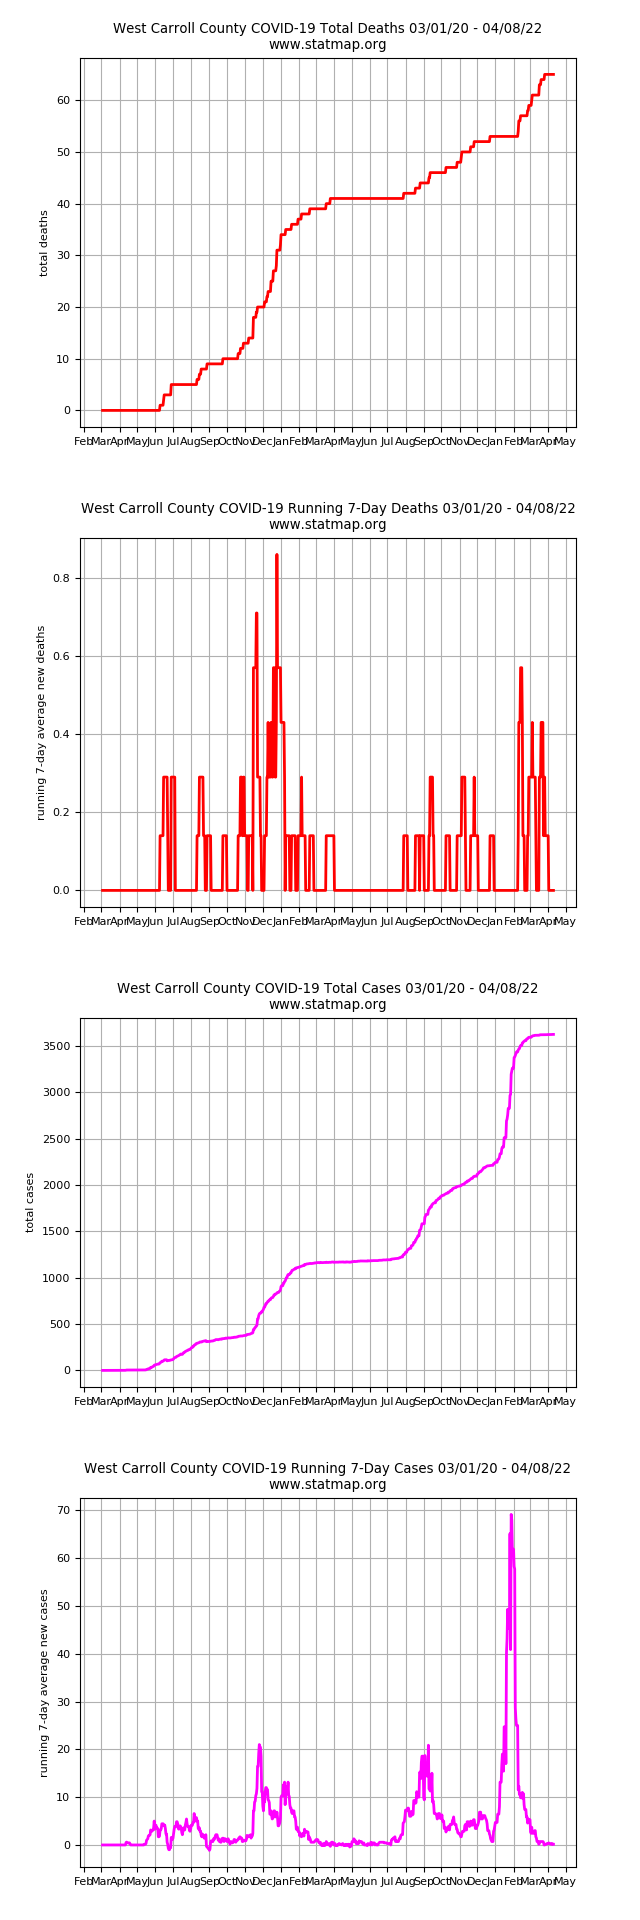 West Carroll County COVID-19 Total Deaths 03/01/20 - 04/08/22
www.statmap.org
60
50
40
30
20
10
0
total deaths
Feb Mar Apr May Jun Jul Aug Sep Oct Nov Dec Jan Feb Mar Apr May Jun Jul Aug Sep Oct Nov Dec Jan Feb Mar Apr May
West Carroll County COVID-19 Running 7-Day Deaths 03/01/20 - 04/08/22
www.statmap.org
0.8
0.6
0.4
0.2
0.0
running 7-day average new deaths
Feb Mar Apr May Jun Jul Aug Sep Oct Nov Dec Jan Feb Mar Apr May Jun Jul Aug Sep Oct Nov Dec Jan Feb Mar Apr May
West Carroll County COVID-19 Total Cases 03/01/20 - 04/08/22
www.statmap.org
3500
3000
2500
2000
1500
1000
500
0
total cases
Feb Mar Apr May Jun Jul Aug Sep Oct Nov Dec Jan Feb Mar Apr May Jun Jul Aug Sep Oct Nov Dec Jan Feb Mar Apr May
West Carroll County COVID-19 Running 7-Day Cases 03/01/20 - 04/08/22
www.statmap.org
70
60
50
40
30
20
10
0
running 7-day average new cases
Feb Mar Apr May Jun Jul Aug Sep Oct Nov Dec Jan Feb Mar Apr May Jun Jul Aug Sep Oct Nov Dec Jan Feb Mar Apr May